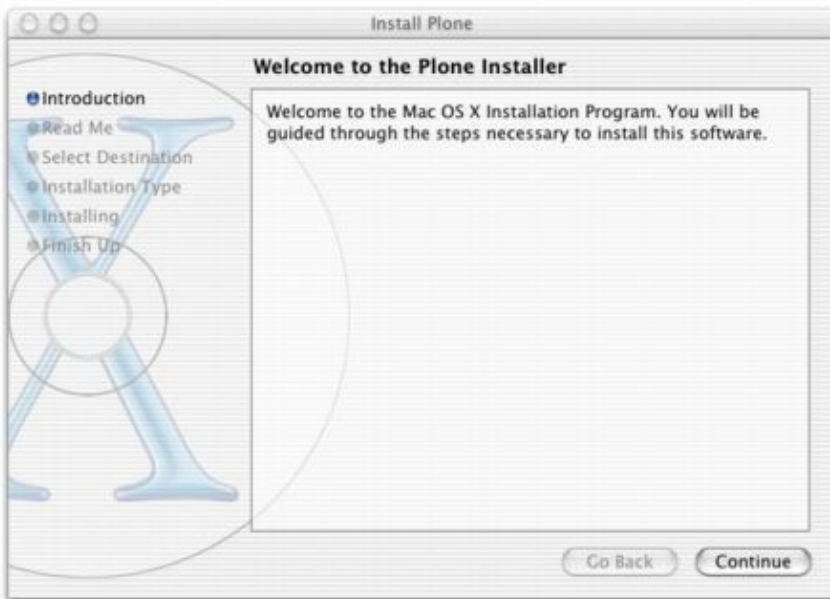 Install Plone
Welcome to the Plone Installer
Introduction
Read Me
Select Destination
Installation Type
Installing
Finish Up
Welcome to the Mac OS X Installation Program. You will be
guided through the steps necessary to install this software.
Go Back
Continue